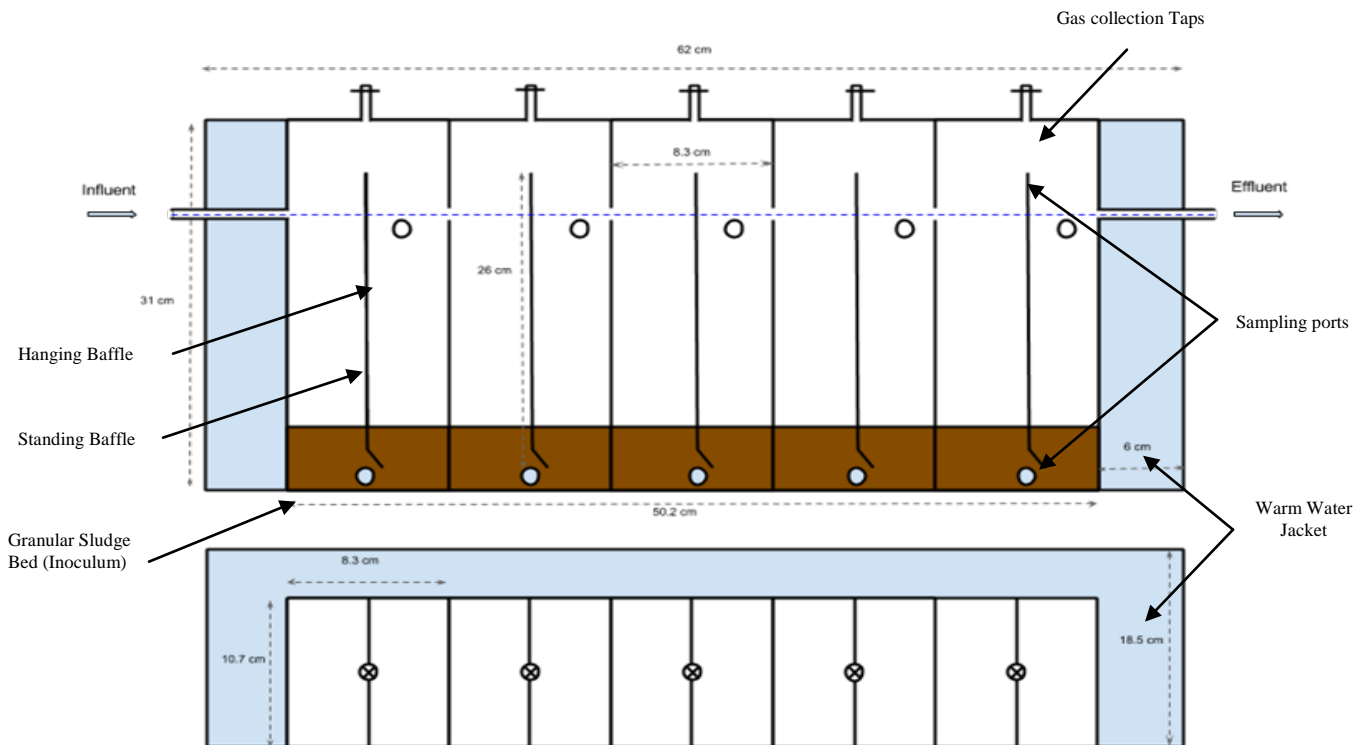 Gas collection Taps
62 cm
8.3 cm
Influent
Effluent
26 cm
31 cm
Sampling ports
Hanging Baffle
Standing Baffle
6 cm
50.2 cm
Warm Water
Jacket
Granular Sludge
Bed (Inoculum)
8.3 cm
10.7 cm
18.5 cm